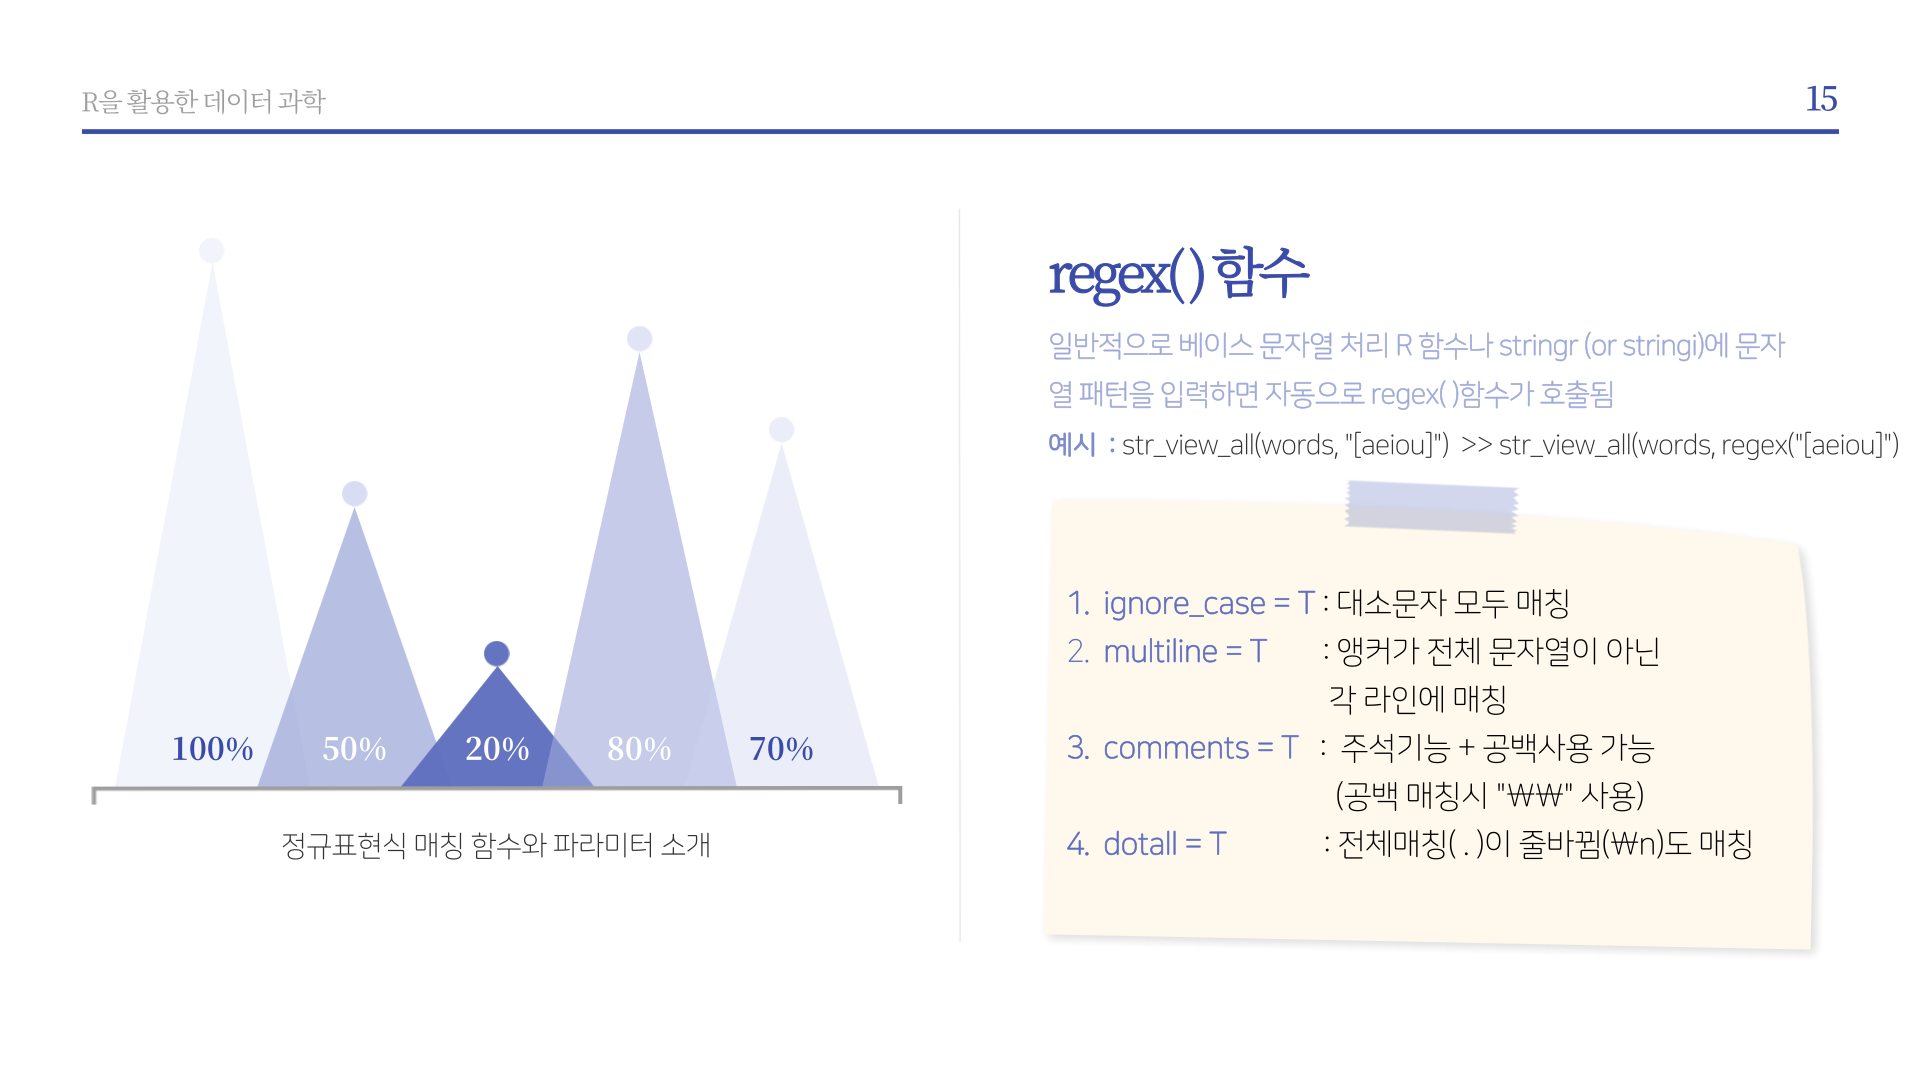 R을 활용한 데이터 과학
15
100%
50%
20%
80%
70%
정규표현식 매칭 함수와 파라미터 소개
regex( ) 함수
일반적으로 베이스 문자열 처리 R 함수나 stringr (or stringi)에 문자
열 패턴을 입력하면 자동으로 regex( )함수가 호출됨
예시 : str_view_all(words, "[aeiou]") >> str_view_all(words, regex("[aeiou]")
1. ignore_case = T : 대소문자 모두 매칭
2. multiline = T : 앵커가 전체 문자열이 아닌
각 라인에 매칭
3. comments = T : 주석기능 + 공백사용 가능
(공백 매칭시 "₩₩" 사용)
4. dotall = T : 전체매칭( . )이 줄바뀜(₩n)도 매칭